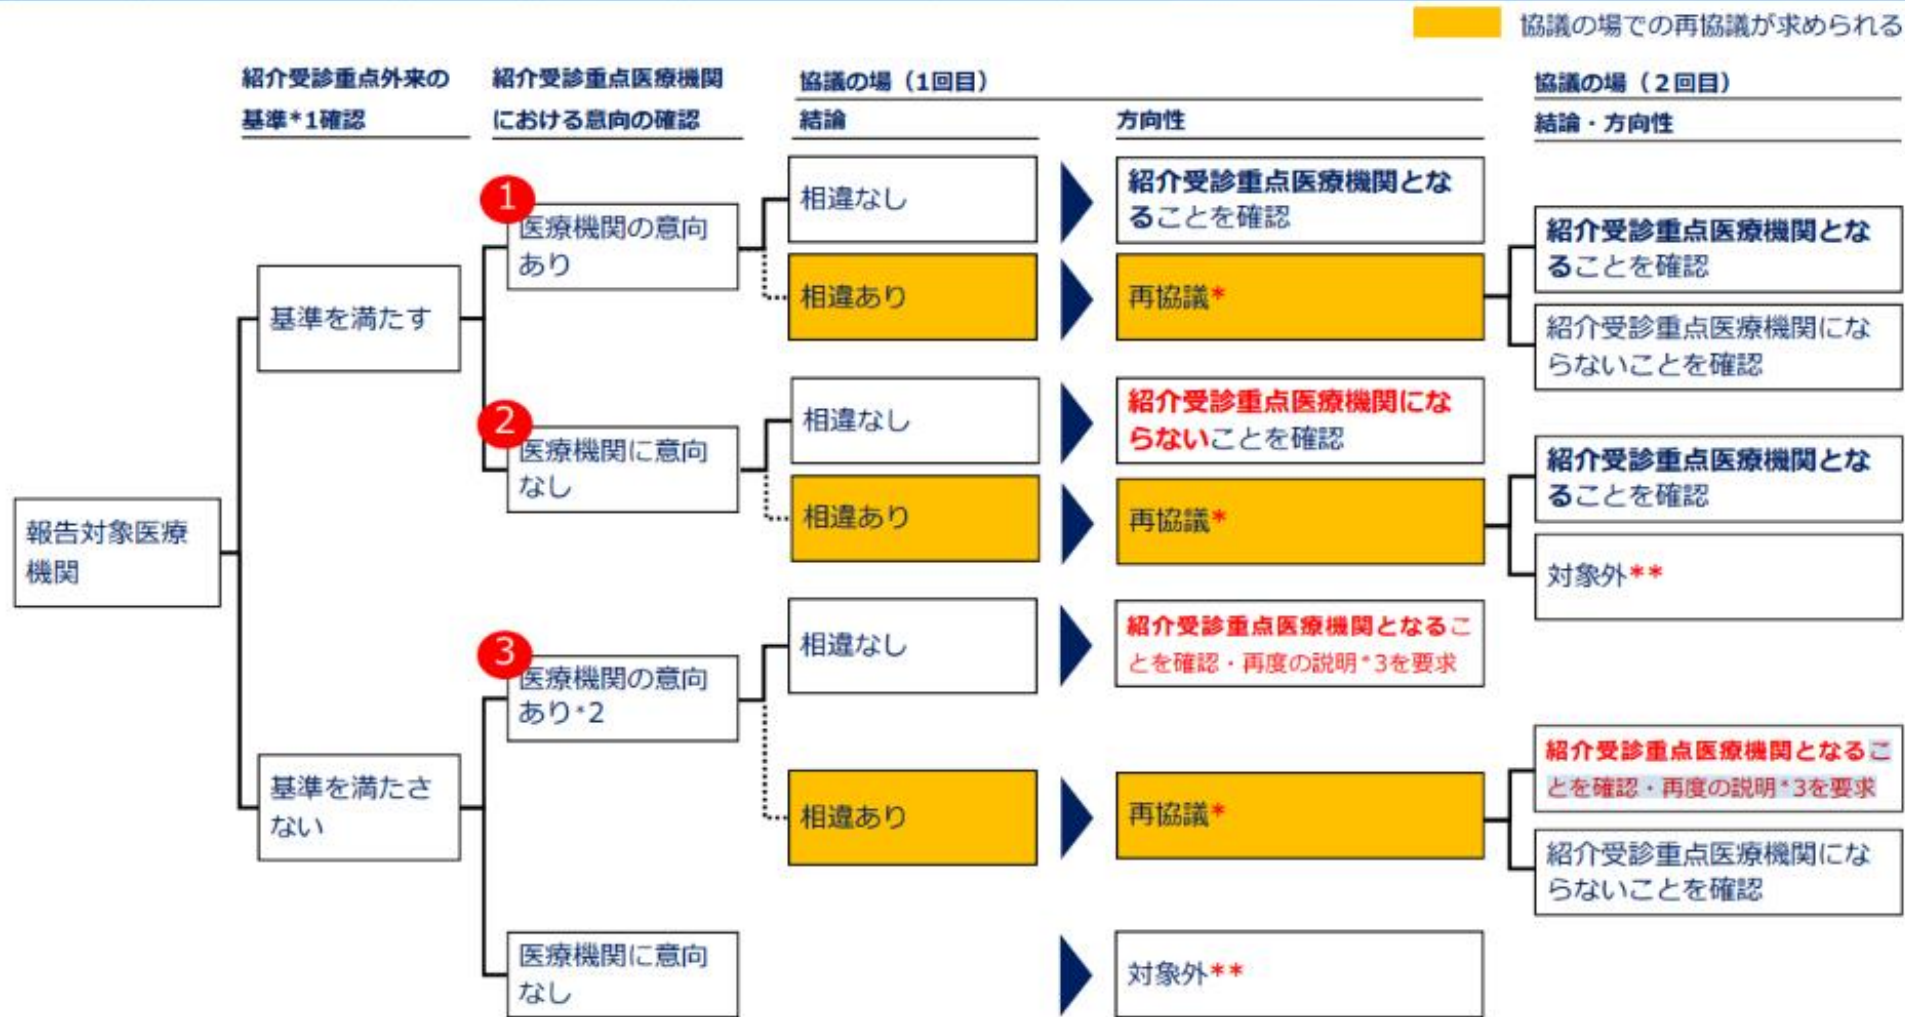 協議の場での再協議が求められる
紹介受診重点外来の
基準*1確認
紹介受診重点医療機関
における意向の確認
協議の場（1回目）
結論
方向性
協議の場（２回目）
結論・方向性
報告対象医療
機関
基準を満たす
1
医療機関の意向
あり
相違なし
紹介受診重点医療機関とな
ることを確認
相違あり
再協議*
紹介受診重点医療機関とな
ることを確認
紹介受診重点医療機関にな
らないことを確認
2
医療機関に意向
なし
相違なし
紹介受診重点医療機関にな
らないことを確認
相違あり
再協議*
紹介受診重点医療機関とな
ることを確認
対象外**
基準を満たさ
ない
3
医療機関の意向
あり*2
相違なし
紹介受診重点医療機関となるこ
とを確認・再度の説明*3を要求
相違あり
再協議*
紹介受診重点医療機関となるこ
とを確認・再度の説明*3を要求
紹介受診重点医療機関にな
らないことを確認
医療機関に意向
なし
対象外**